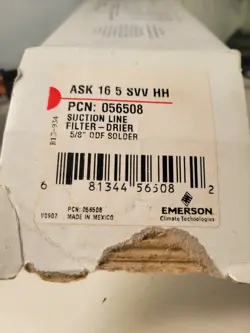 ASK 16 5 SVV HH
PCN: 056508
SUCTION LINE
FILTER-DRIER
5/8" ODF SOLDER
6 81344 56508 2
PCN: 056508
MADE IN MEXICO
EMERSON
Climate Technologies